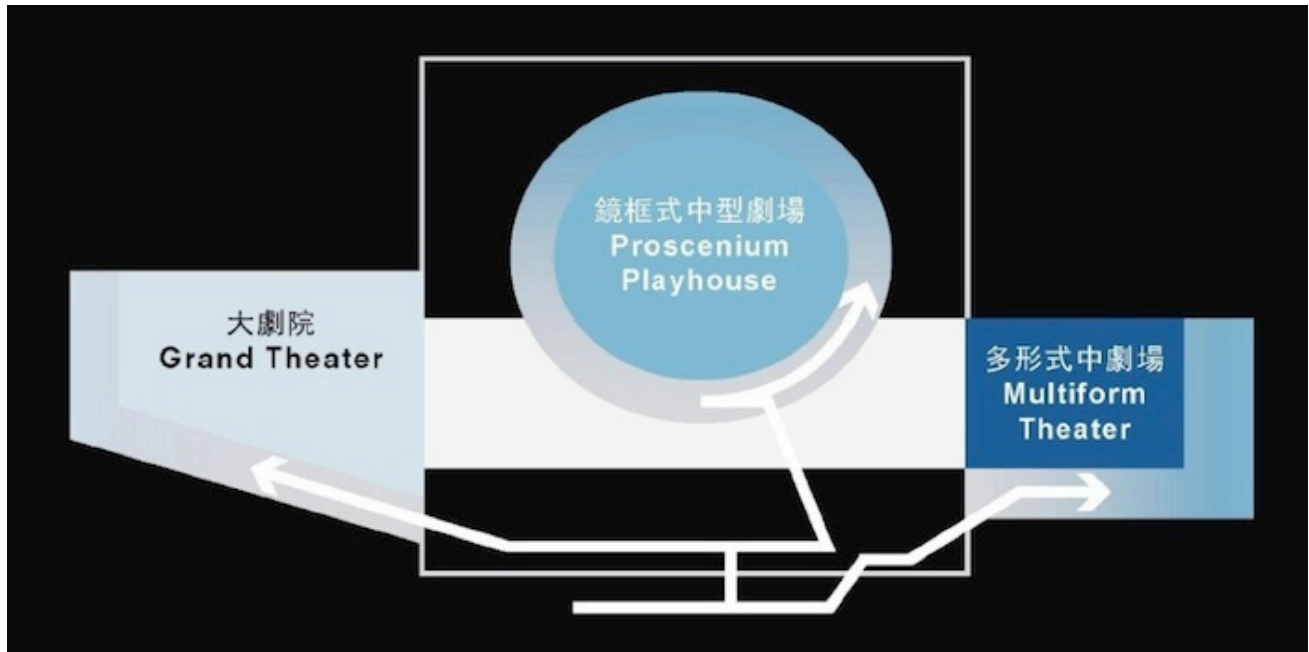 鏡框式中型劇場
Proscenium
Playhouse
大劇院
Grand Theater
多形式中劇場
Multiform
Theater